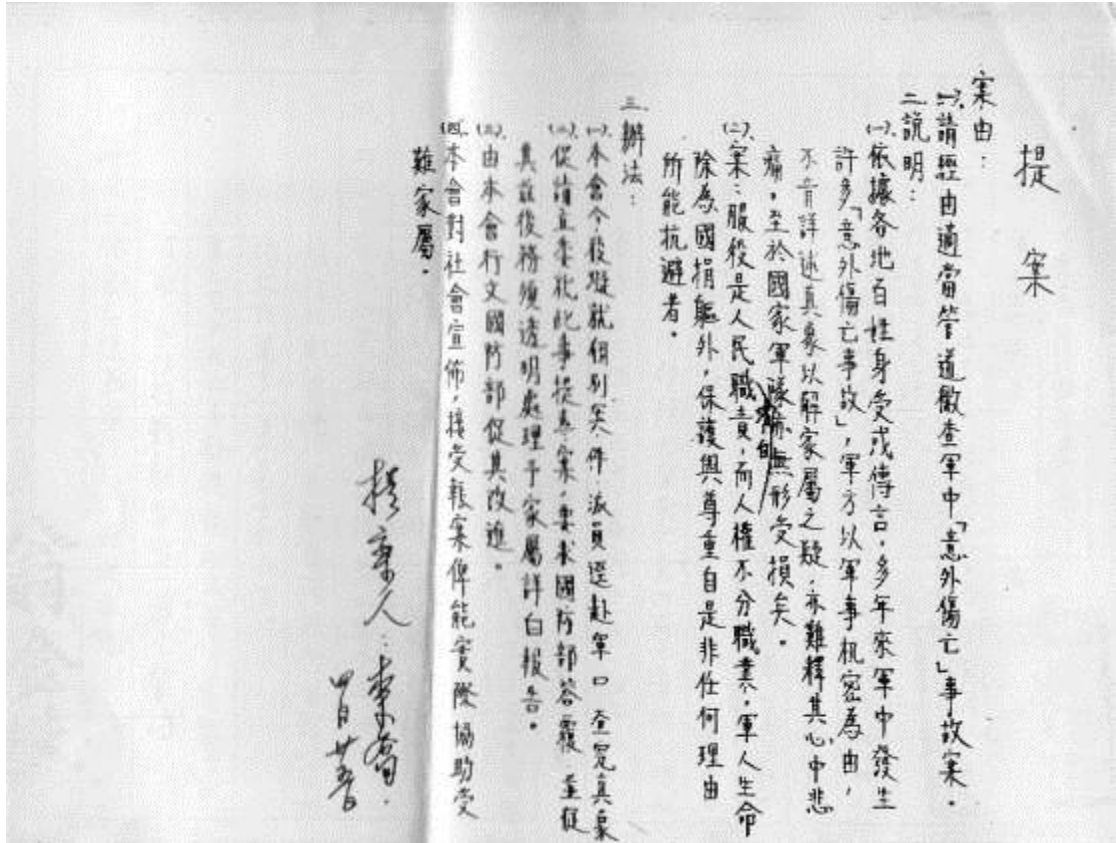 提案
案由：
(一)、請經由適當管道徹查軍中「意外傷亡」事故案。
二、說明：
(一)、依據各地百姓身受或傳言，多年來軍中發生
許多「意外傷亡事故」，軍方以軍事机密為由，
不肯詳述真象以解家屬之疑，亦難釋其心中悲
痛，至於國家軍隊亦無形受損矣。
(二)、案：服役是人民職責，而人權不分職業，軍人生命
除為國捐軀外，保護與尊重自是非任何理由
所能抗避者。
三、辦法：
(一)、本會今後擬就個別案件派員逕赴軍口查究真象
(二)、促請立委就此事提專案，要求國防部答覆，並促
其往後務須透明處理予家屬詳白報告。
(三)、由本會行文國防部促其改進。
(四)、本會對社會宣佈，接受報案俾能實際協助受
難家屬。
提案人：李喬．
四月廿五日